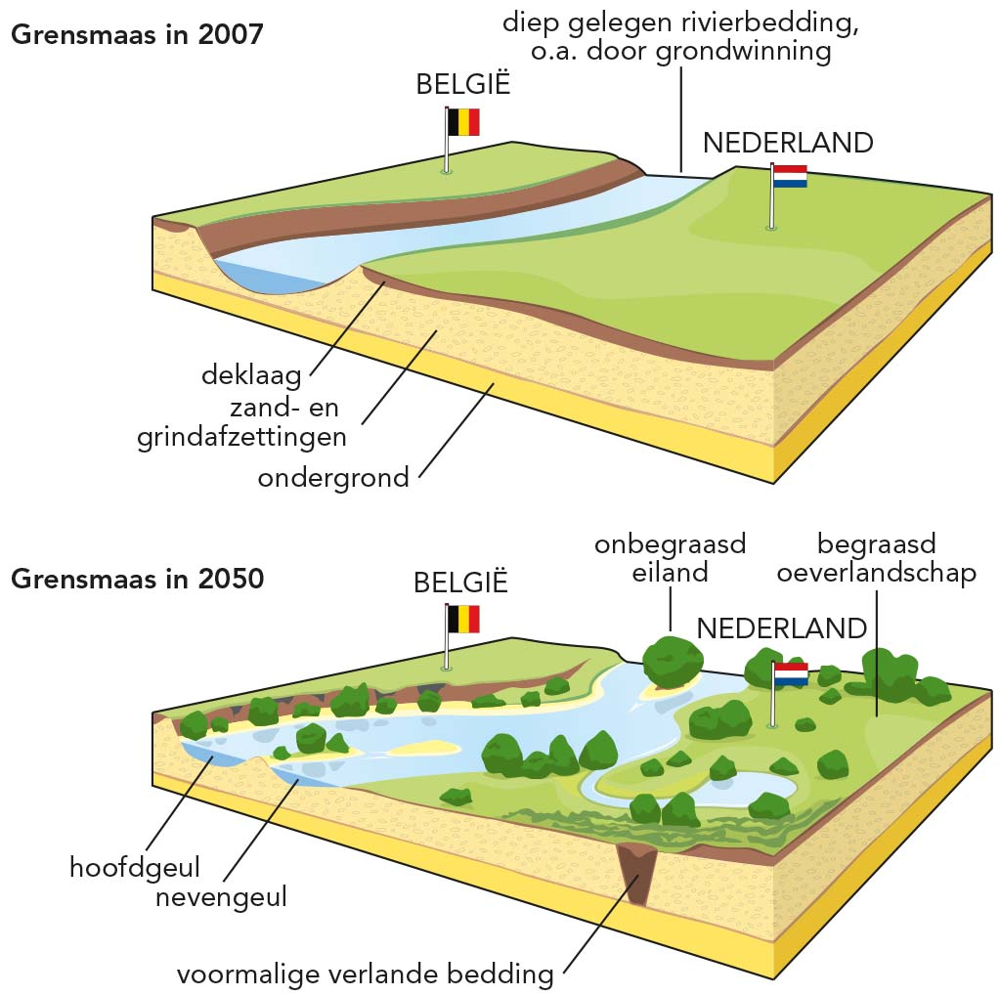 Grensmaas in 2007
diep gelegen rivierbedding,
o.a. door grondwinning
BELGIË
NEDERLAND
deklaag
zand- en
grindafzettingen
ondergrond
Grensmaas in 2050
onbegraasd
eiland
begraasd
oeverlandschap
BELGIË
NEDERLAND
hoofdgeul
nevengeul
voormalige verlande bedding